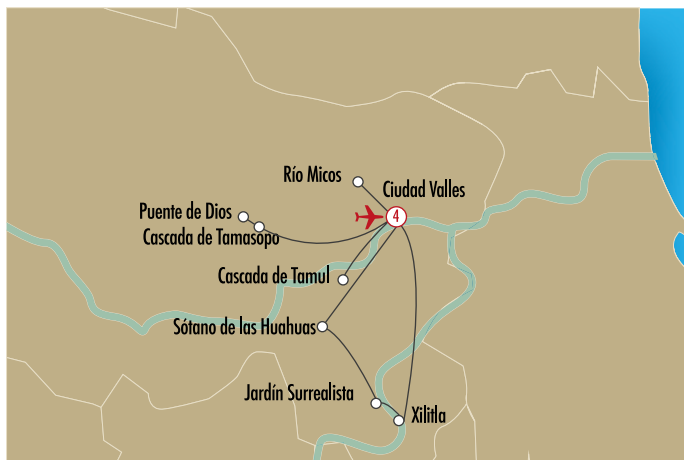 Río Micos
Ciudad Valles
Puente de Dios
4
Cascada de Tamasopo
Cascada de Tamul
Sótano de las Huahuas
Jardín Surrealista
Xilitla